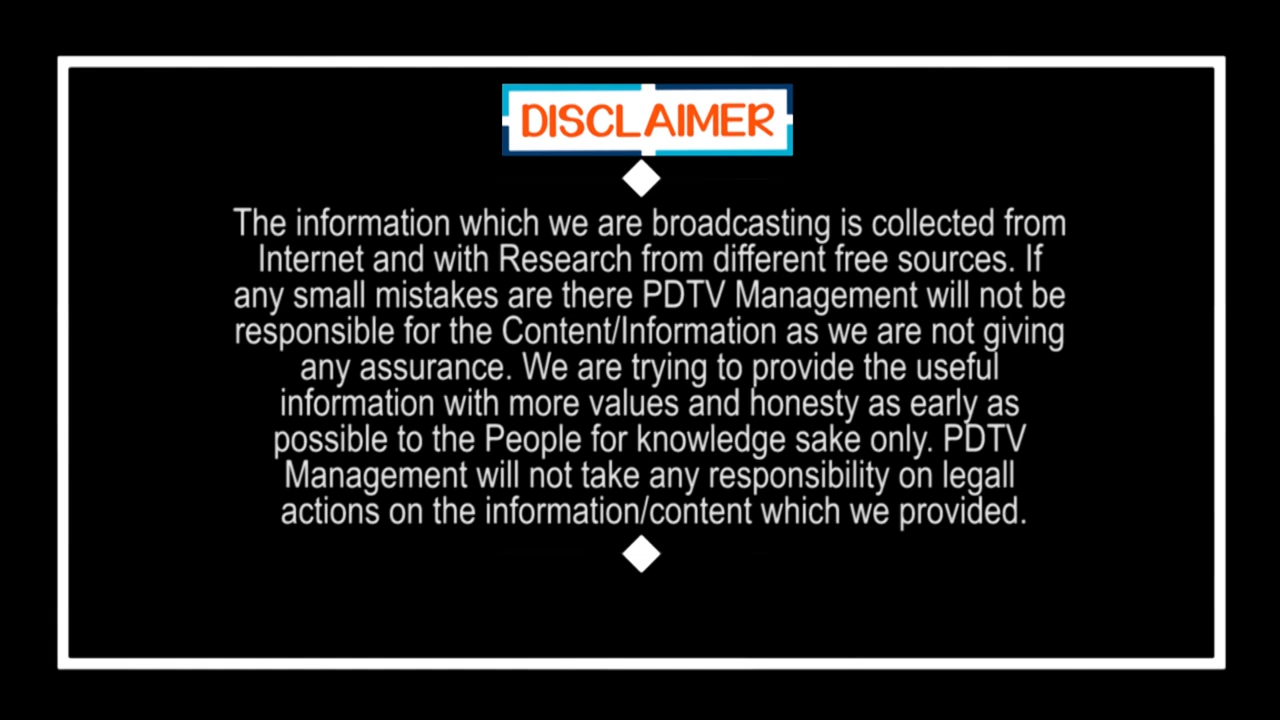 DISCLAIMER
The information which we are broadcasting is collected from
Internet and with Research from different free sources. If
any small mistakes are there PDTV Management will not be
responsible for the Content/Information as we are not giving
any assurance. We are trying to provide the useful
information with more values and honesty as early as
possible to the People for knowledge sake only. PDTV
Management will not take any responsibility on legall
actions on the information/content which we provided.